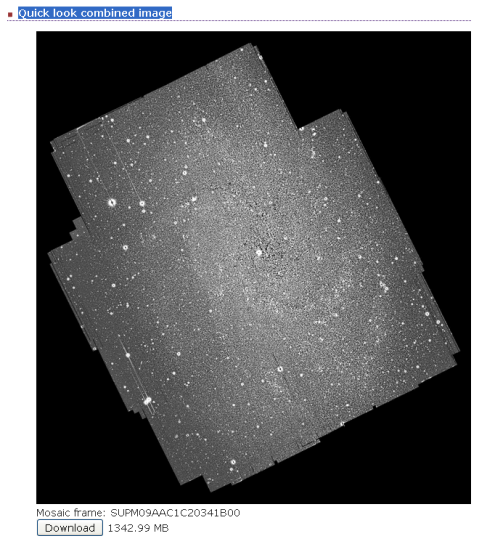 Quick look combined image
Mosaic frame: SUPM09AAC1C20341B00
Download 1342.99 MB